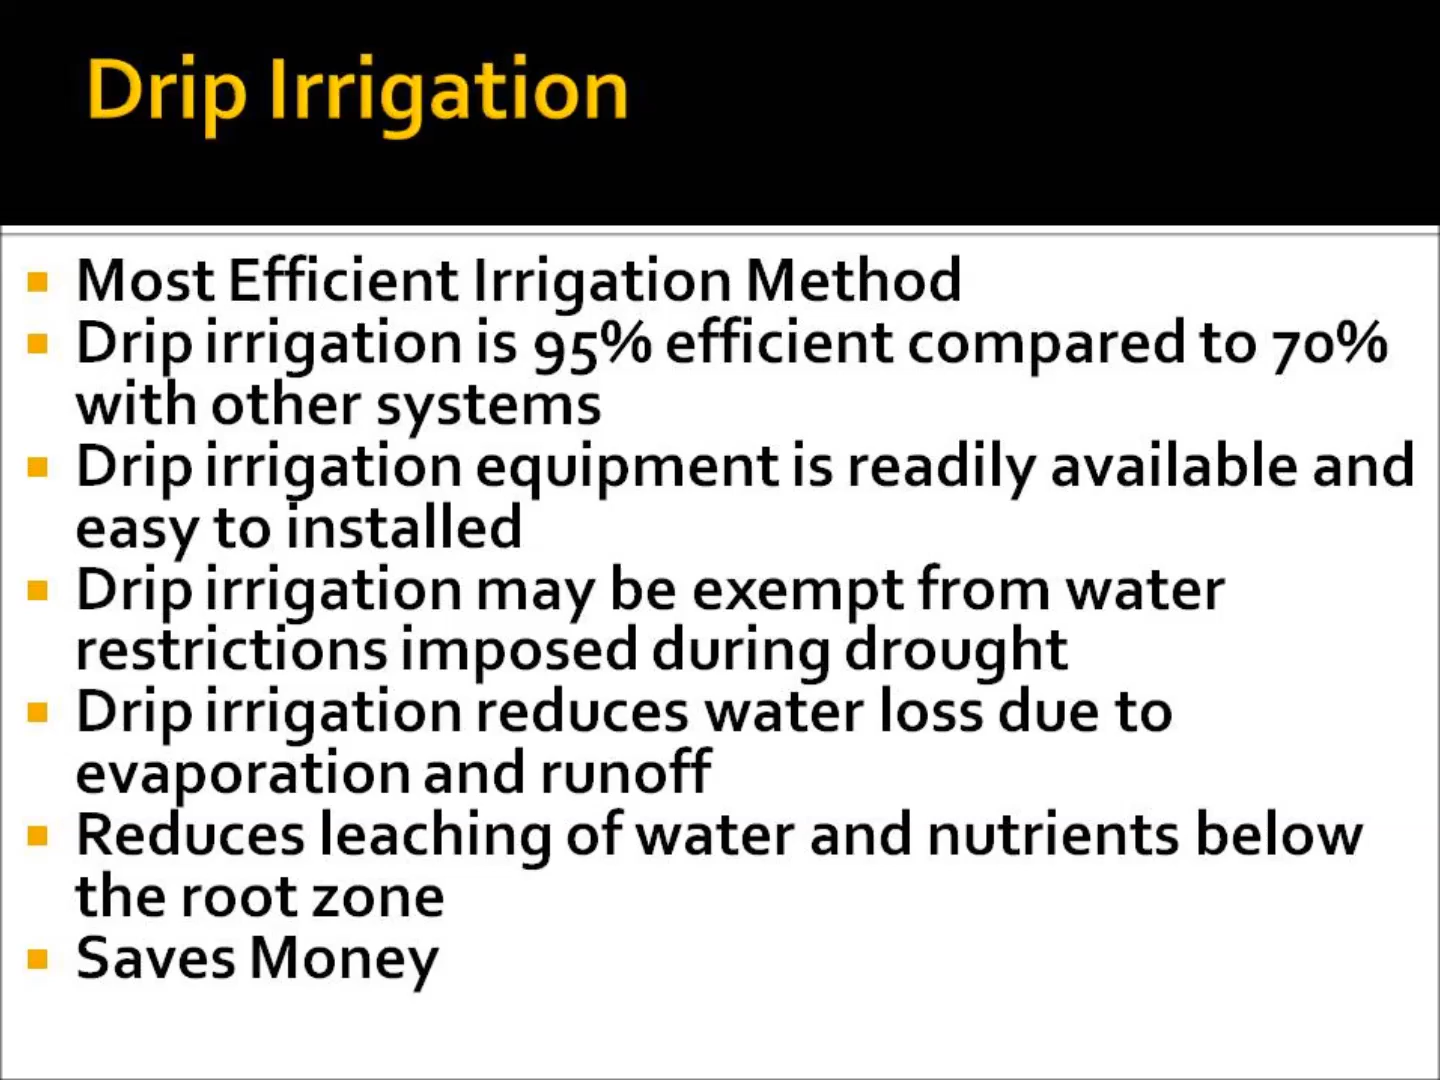 Drip Irrigation
Most Efficient Irrigation Method
Drip irrigation is 95% efficient compared to 70%
with other systems
Drip irrigation equipment is readily available and
easy to installed
Drip irrigation may be exempt from water
restrictions imposed during drought
Drip irrigation reduces water loss due to
evaporation and runoff
Reduces leaching of water and nutrients below
the root zone
Saves Money